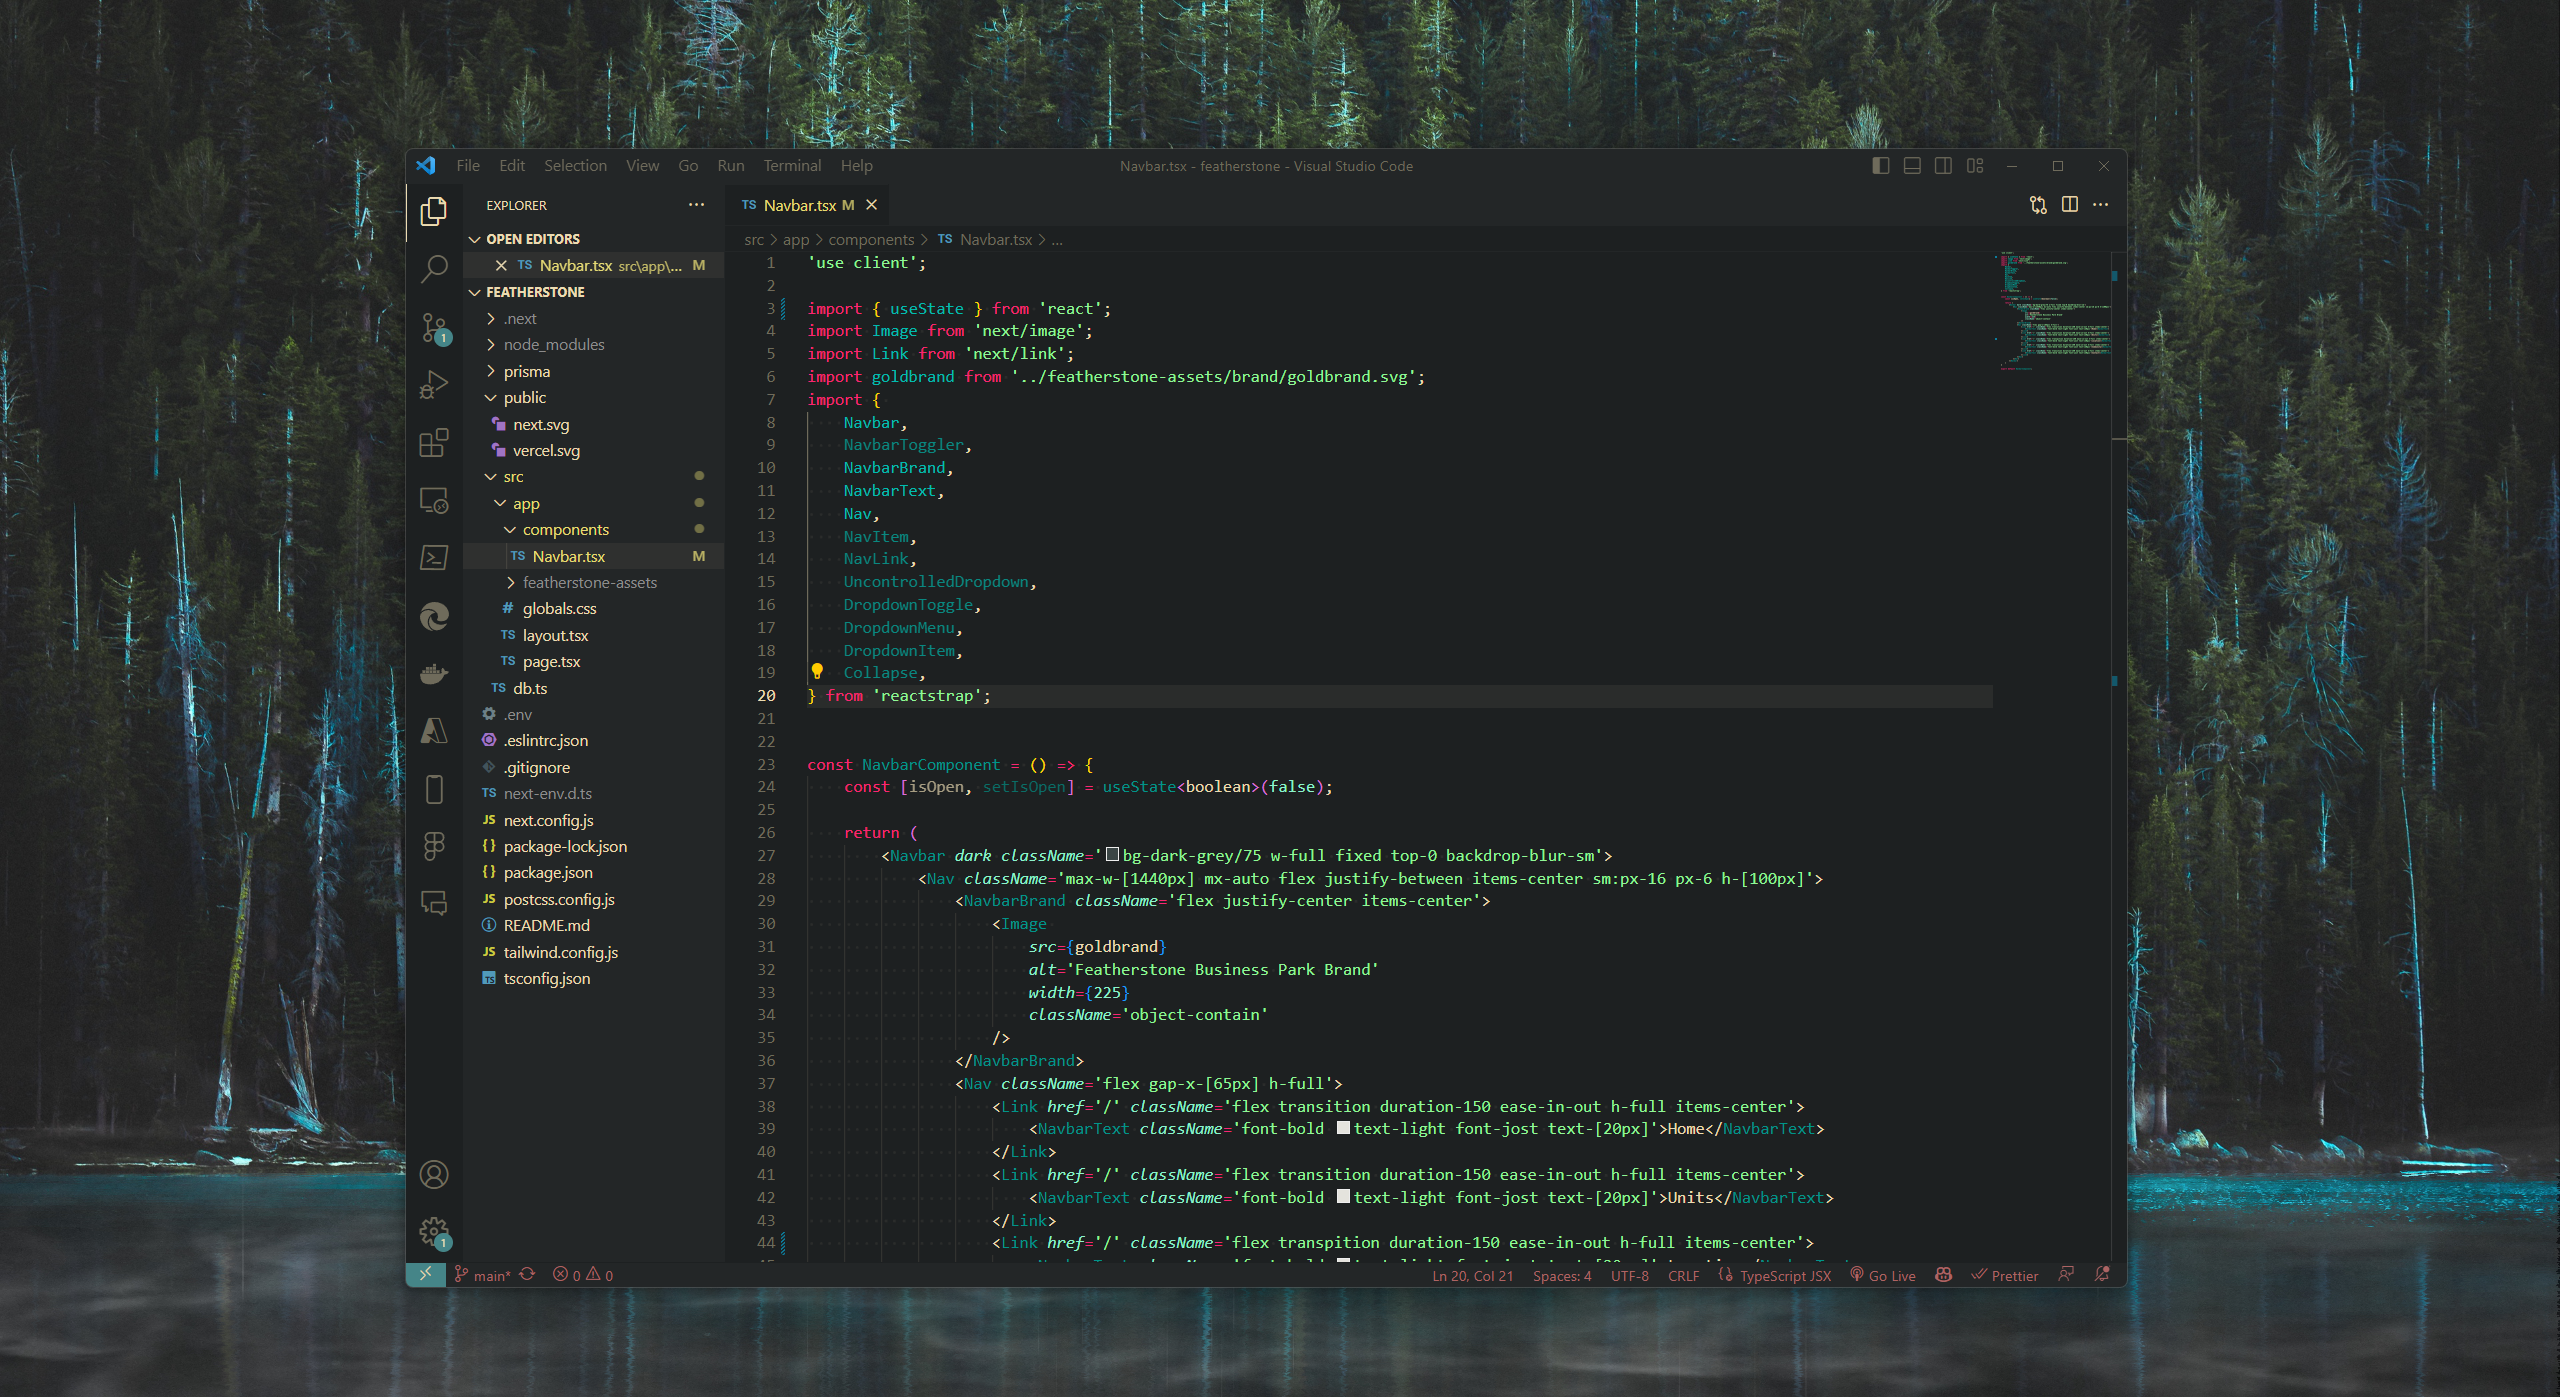 File Edit Selection View Go Run Terminal Help
Navbar.tsx - featherstone - Visual Studio Code
EXPLORER
OPEN EDITORS
TS Navbar.tsx src\app\... M
FEATHERSTONE
.next
node_modules
prisma
public
next.svg
vercel.svg
src
app
components
TS Navbar.tsx M
featherstone-assets
# globals.css
TS layout.tsx
TS page.tsx
TS db.ts
.env
.eslintrc.json
.gitignore
TS next-env.d.ts
JS next.config.js
{} package-lock.json
{} package.json
JS postcss.config.js
README.md
JS tailwind.config.js
TS tsconfig.json
1
1
TS Navbar.tsx M
src > app > components > TS Navbar.tsx > ...
1 'use client';
2
3 import { useState } from 'react';
4 import Image from 'next/image';
5 import Link from 'next/link';
6 import goldbrand from '../featherstone-assets/brand/goldbrand.svg';
7 import {
8 Navbar,
9 NavbarToggler,
10 NavbarBrand,
11 NavbarText,
12 Nav,
13 NavItem,
14 NavLink,
15 UncontrolledDropdown,
16 DropdownToggle,
17 DropdownMenu,
18 DropdownItem,
19 Collapse,
20 } from 'reactstrap';
21
22
23 const NavbarComponent = () => {
24 const [isOpen, setIsOpen] = useState<boolean>(false);
25
26 return (
27 <Navbar dark className='bg-dark-grey/75 w-full fixed top-0 backdrop-blur-sm'>
28 <Nav className='max-w-[1440px] mx-auto flex justify-between items-center sm:px-16 px-6 h-[100px]'>
29 <NavbarBrand className='flex justify-center items-center'>
30 <Image
31 src={goldbrand}
32 alt='Featherstone Business Park Brand'
33 width={225}
34 className='object-contain'
35 />
36 </NavbarBrand>
37 <Nav className='flex gap-x-[65px] h-full'>
38 <Link href='/' className='flex transition duration-150 ease-in-out h-full items-center'>
39 <NavbarText className='font-bold text-light font-jost text-[20px]'>Home</NavbarText>
40 </Link>
41 <Link href='/' className='flex transition duration-150 ease-in-out h-full items-center'>
42 <NavbarText className='font-bold text-light font-jost text-[20px]'>Units</NavbarText>
43 </Link>
44 <Link href='/' className='flex transpition duration-150 ease-in-out h-full items-center'>
main* 0 0
Ln 20, Col 21 Spaces: 4 UTF-8 CRLF TypeScript JSX Go Live Prettier